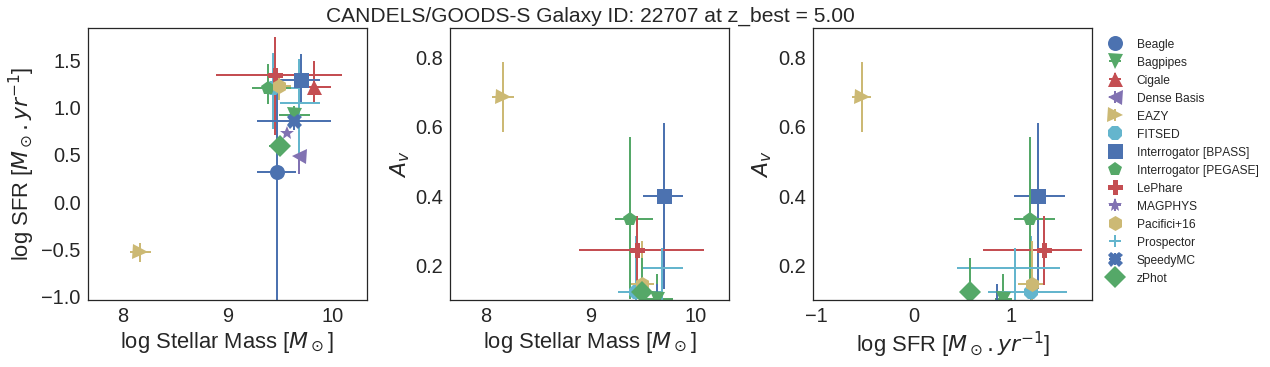 CANDELS/GOODS-S Galaxy ID: 22707 at z_best = 5.00
log SFR [M⊙.yr⁻¹]
1.5
1.0
0.5
0.0
−0.5
−1.0
8 9 10
log Stellar Mass [M⊙]
A_v
0.8
0.6
0.4
0.2
8 9 10
log Stellar Mass [M⊙]
A_v
0.8
0.6
0.4
0.2
−1 0 1
log SFR [M⊙.yr⁻¹]
Beagle
Bagpipes
Cigale
Dense Basis
EAZY
FITSED
Interrogator [BPASS]
Interrogator [PEGASE]
LePhare
MAGPHYS
Pacifici+16
Prospector
SpeedyMC
zPhot